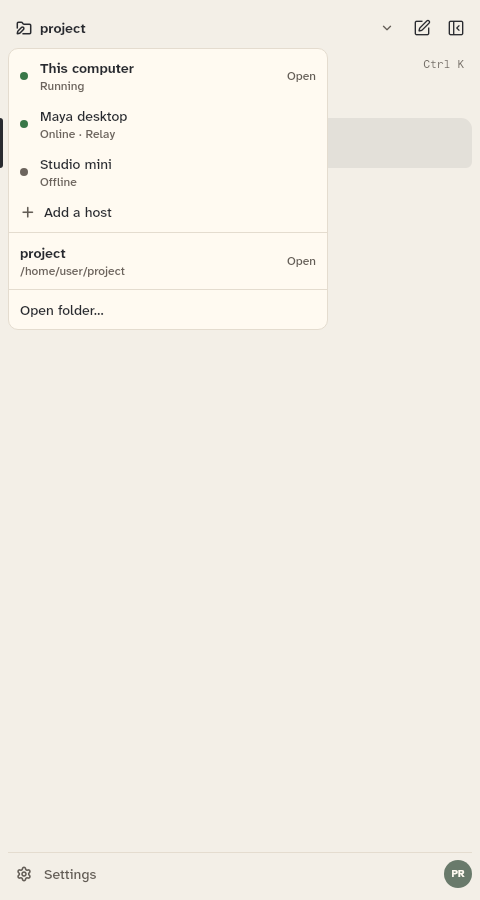 project
Ctrl K
This computer
Running
Open
Maya desktop
Online · Relay
Studio mini
Offline
Add a host
project
/home/user/project
Open
Open folder...
Settings
PR